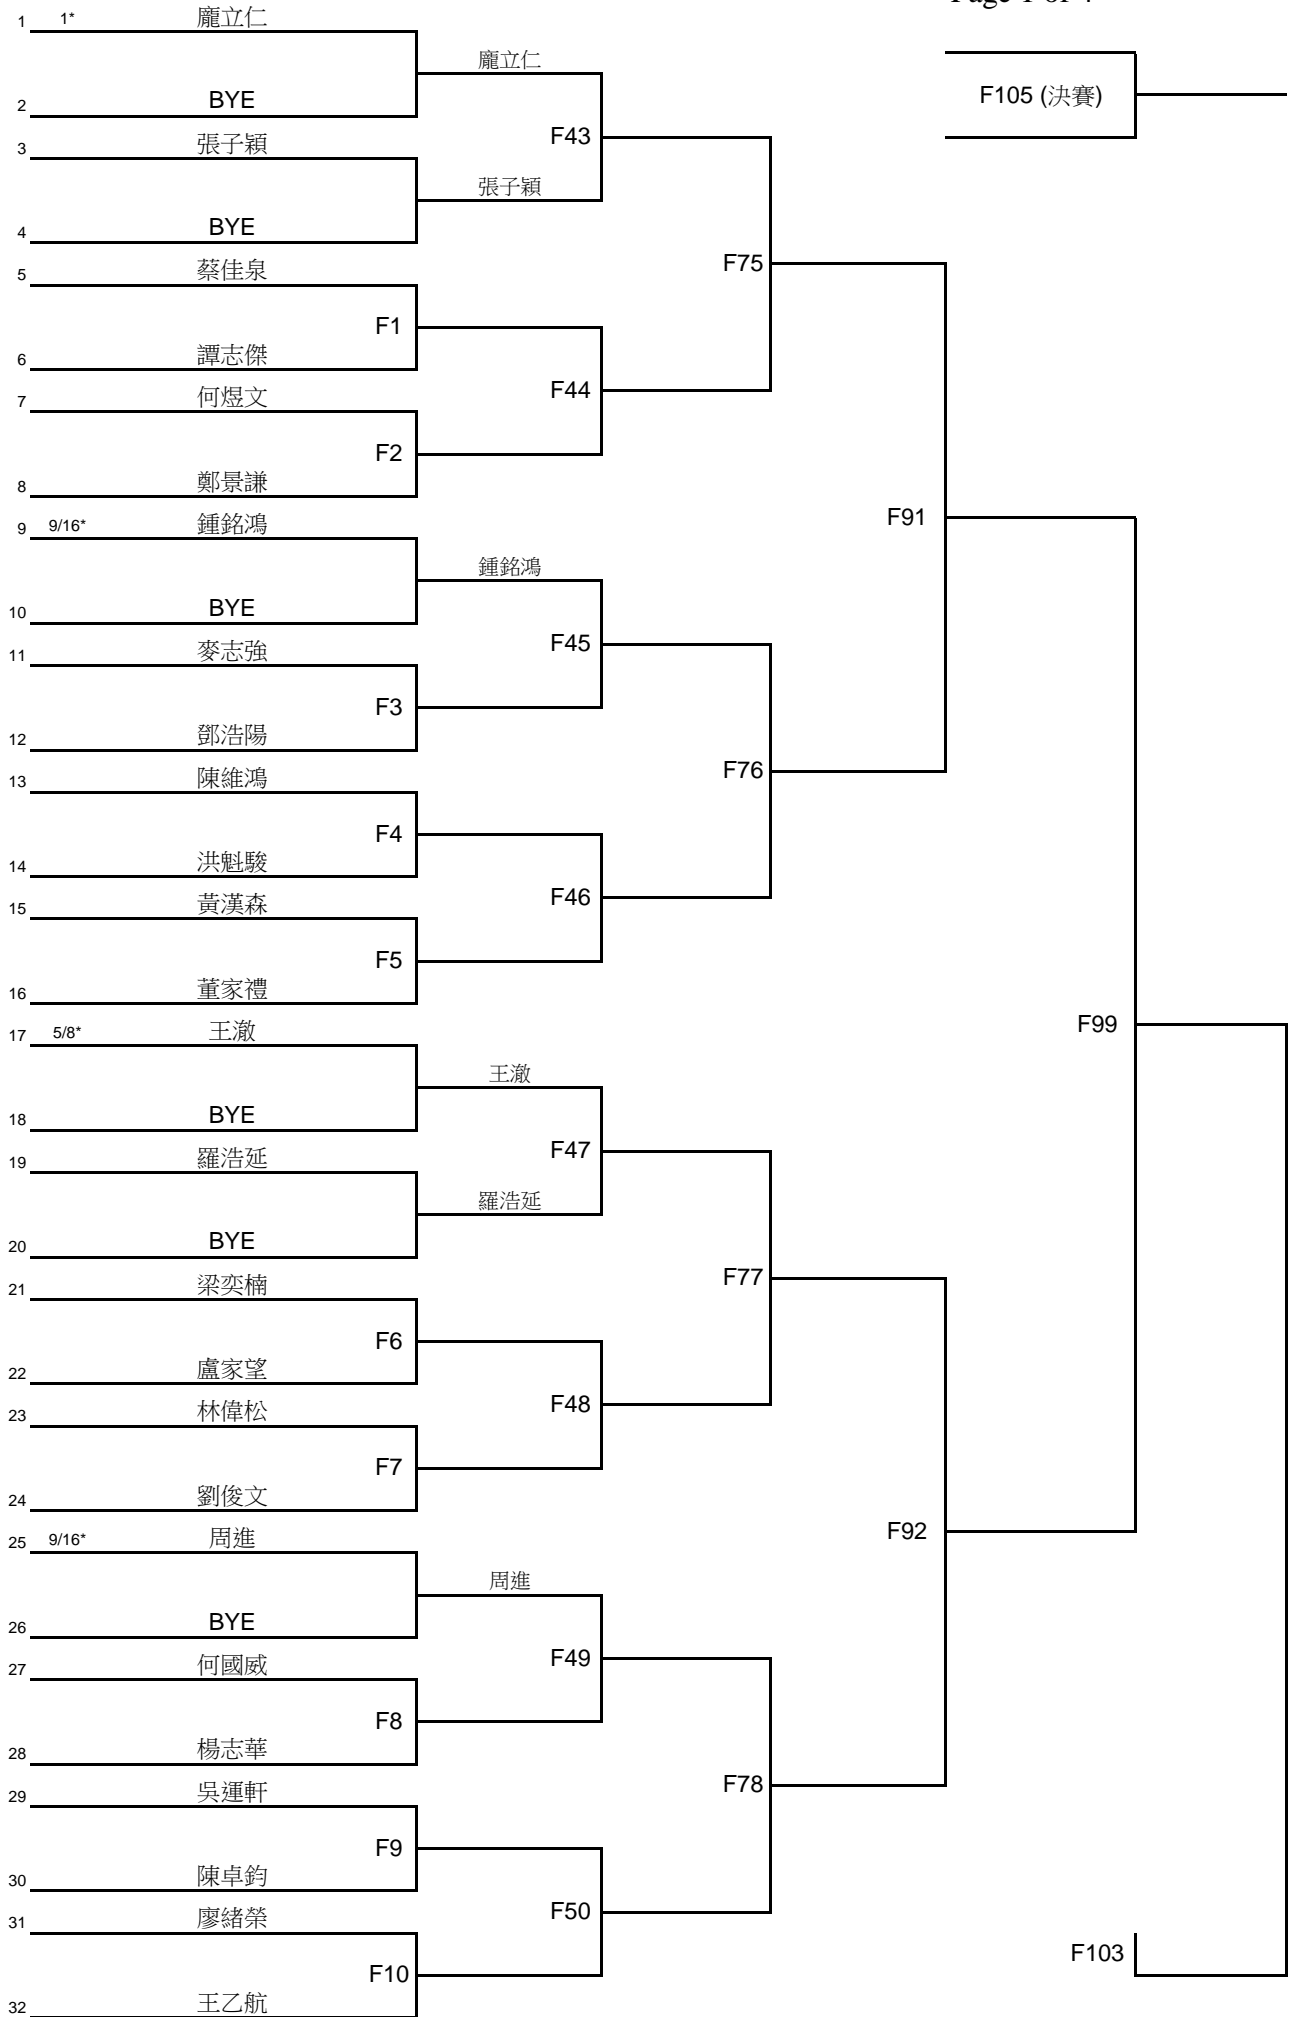 Page 1 of 4
1 1* 龐立仁
龐立仁
F105 (決賽)
2 BYE
F43
3 張子穎
張子穎
4 BYE
F75
5 蔡佳泉
F1
6 譚志傑
F44
7 何煜文
F2
8 鄭景謙
F91
9 9/16* 鍾銘鴻
鍾銘鴻
10 BYE
F45
11 麥志強
F3
12 鄧浩陽
F76
13 陳維鴻
F4
14 洪魁駿
F46
15 黃漢森
F5
16 董家禮
F99
17 5/8* 王澈
王澈
18 BYE
F47
19 羅浩延
羅浩延
20 BYE
F77
21 梁奕楠
F6
22 盧家望
F48
23 林偉松
F7
24 劉俊文
F92
25 9/16* 周進
周進
26 BYE
F49
27 何國威
F8
28 楊志華
F78
29 吳運軒
F9
30 陳卓鈞
F50
31 廖緒榮
F103
F10
32 王乙航